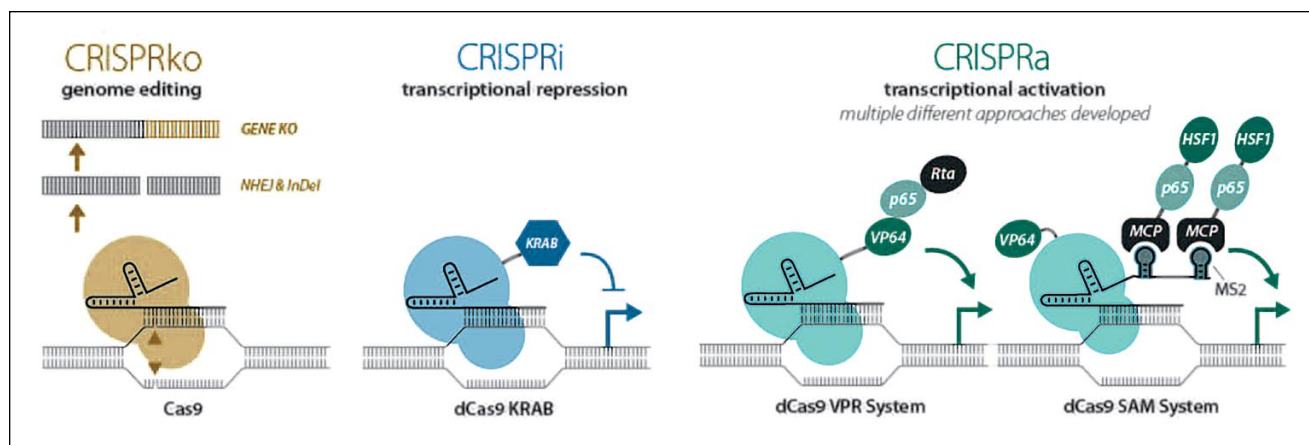 CRISPRko
genome editing
GENE KO
NHEJ & InDel
Cas9
CRISPRi
transcriptional repression
KRAB
dCas9 KRAB
CRISPRa
transcriptional activation
multiple different approaches developed
Rta
p65
VP64
dCas9 VPR System
HSF1 HSF1
p65 p65
MCP MCP
VP64
MS2
dCas9 SAM System